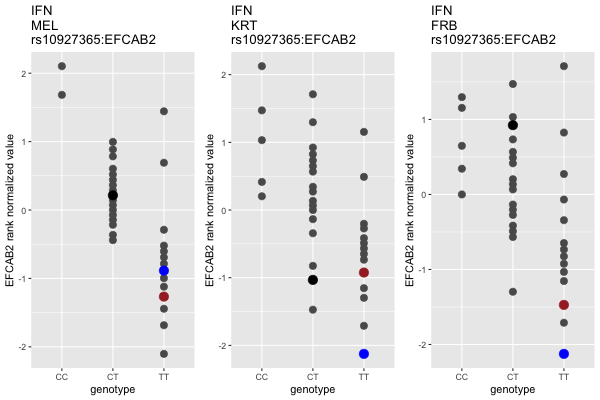 IFN
MEL
rs10927365:EFCAB2
EFCAB2 rank normalized value
2
1
0
-1
-2
CC
CT
TT
genotype
IFN
KRT
rs10927365:EFCAB2
EFCAB2 rank normalized value
2
1
0
-1
-2
CC
CT
TT
genotype
IFN
FRB
rs10927365:EFCAB2
EFCAB2 rank normalized value
1
0
-1
-2
CC
CT
TT
genotype